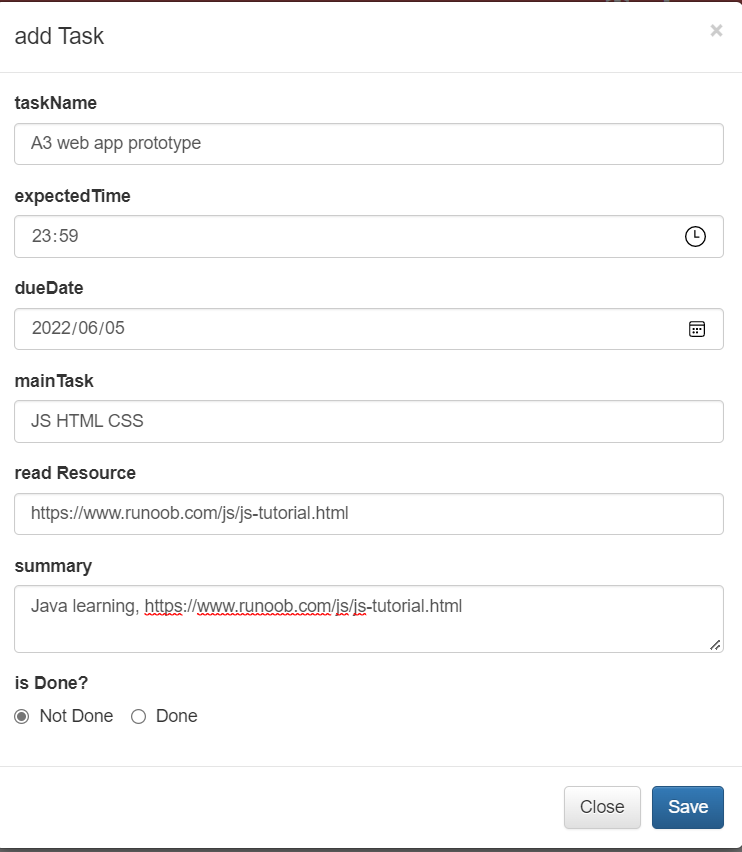 add Task
×
taskName
A3 web app prototype
expectedTime
23:59
dueDate
2022/06/05
mainTask
JS HTML CSS
read Resource
https://www.runoob.com/js/js-tutorial.html
summary
Java learning, https://www.runoob.com/js/js-tutorial.html
is Done?
Not Done Done
Close Save